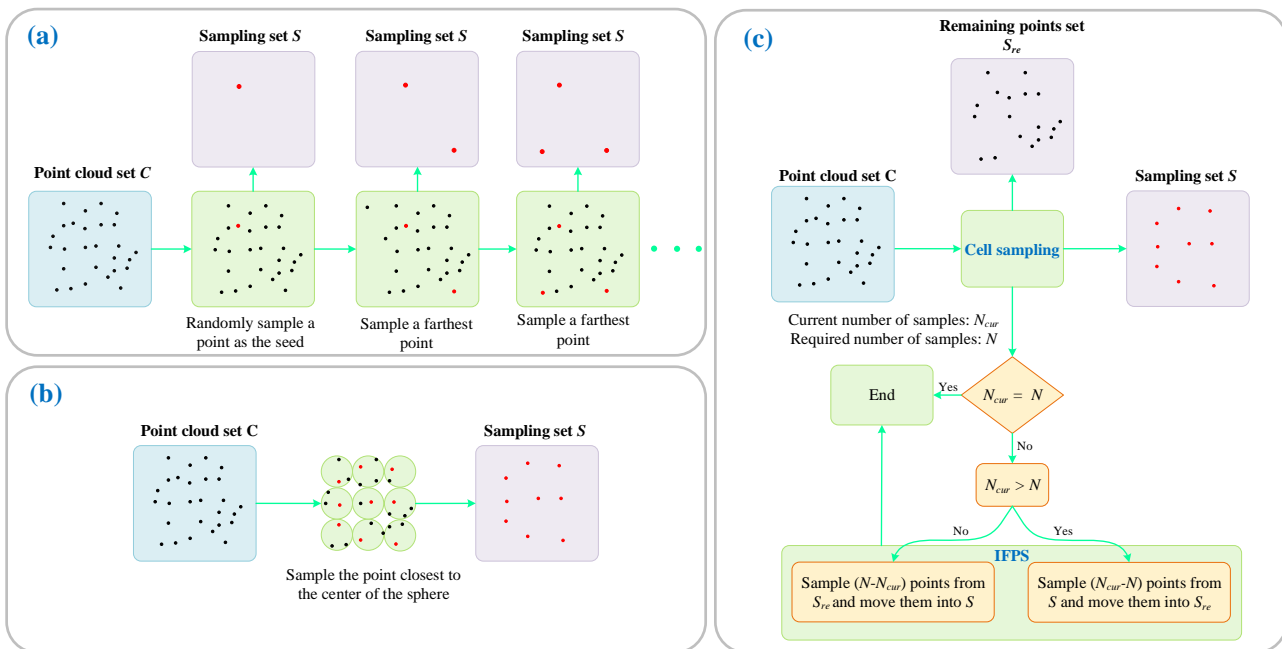 (a)
Sampling set S
Sampling set S
Sampling set S
Point cloud set C
Randomly sample a
point as the seed
Sample a farthest
point
Sample a farthest
point
(b)
Point cloud set C
Sampling set S
Sample the point closest to
the center of the sphere
(c)
Remaining points set
S_re
Point cloud set C
Sampling set S
Cell sampling
Current number of samples: N_cur
Required number of samples: N
End
Yes
N_cur = N
No
N_cur > N
No
Yes
IFPS
Sample (N-N_cur) points from
S_re and move them into S
Sample (N_cur-N) points from
S and move them into S_re